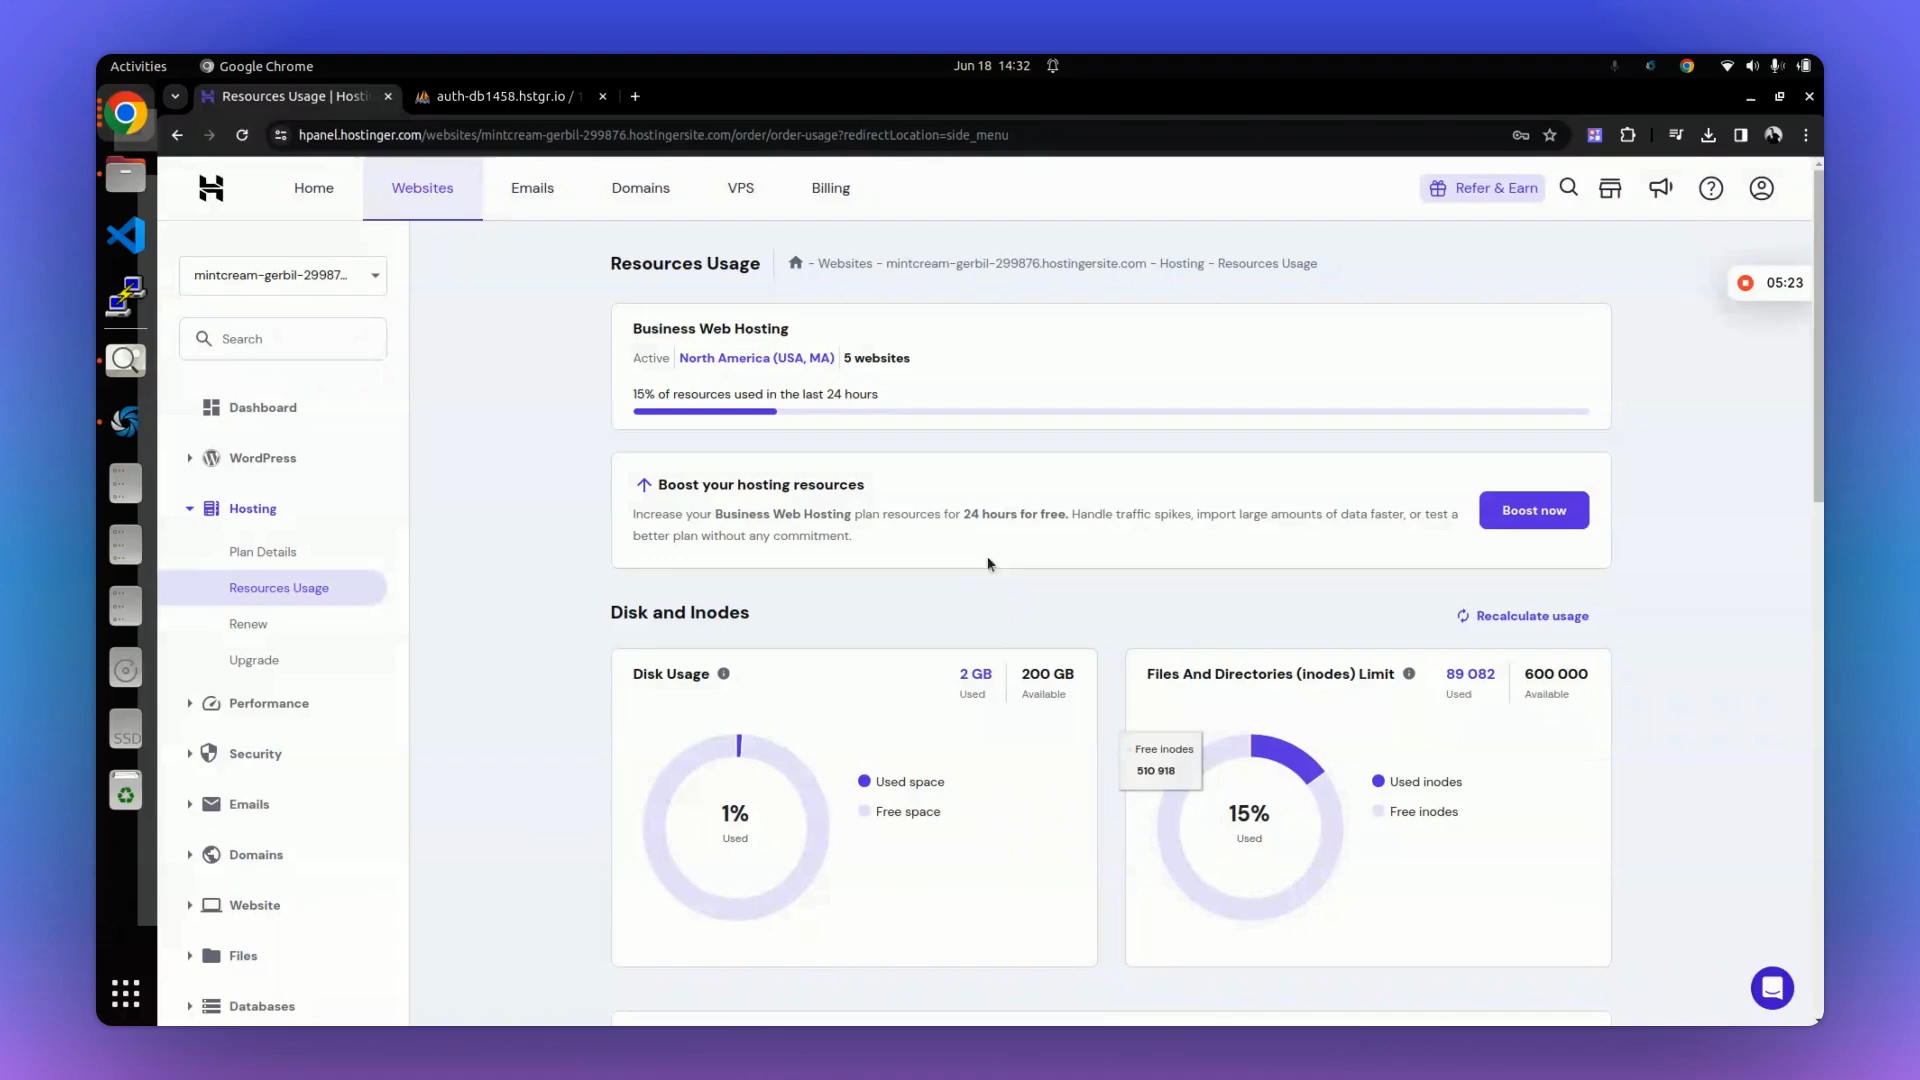 Activities
Google Chrome
Jun 18 14:32
Resources Usage | Hosti
auth-db1458.hstgr.io /
hpanel.hostinger.com/websites/mintcream-gerbil-299876.hostingersite.com/order/order-usage?redirectLocation=side_menu
Home
Websites
Emails
Domains
VPS
Billing
Refer & Earn
mintcream-gerbil-29987...
Search
Dashboard
WordPress
Hosting
Plan Details
Resources Usage
Renew
Upgrade
Performance
Security
Emails
Domains
Website
Files
Databases
SSD
Resources Usage
- Websites - mintcream-gerbil-299876.hostingersite.com - Hosting - Resources Usage
05:23
Business Web Hosting
Active North America (USA, MA) 5 websites
15% of resources used in the last 24 hours
Boost your hosting resources
Increase your Business Web Hosting plan resources for 24 hours for free. Handle traffic spikes, import large amounts of data faster, or test a
better plan without any commitment.
Boost now
Disk and Inodes
Recalculate usage
Disk Usage
2 GB
Used
200 GB
Available
1%
Used
Used space
Free space
Files And Directories (inodes) Limit
89 082
Used
600 000
Available
Free inodes
510 918
15%
Used
Used inodes
Free inodes